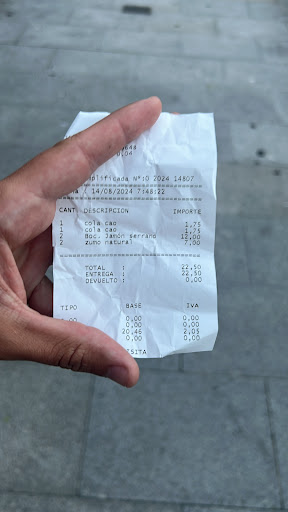 mplificada Nº:0 2024 14807
: 14/08/2024 7:48:22
CANT. DESCRIPCION IMPORTE
1 cola cao 1,75
1 cola cao 1,75
2 Boc. Jamón serrano 12,00
2 zumo natural 7,00
TOTAL : 22,50
ENTREGA : 22,50
DEVUELTO : 0,00
TIPO BASE IVA
0,00 0,00
0,00 0,00
20,46 2,05
0,00 0,00
ESITA